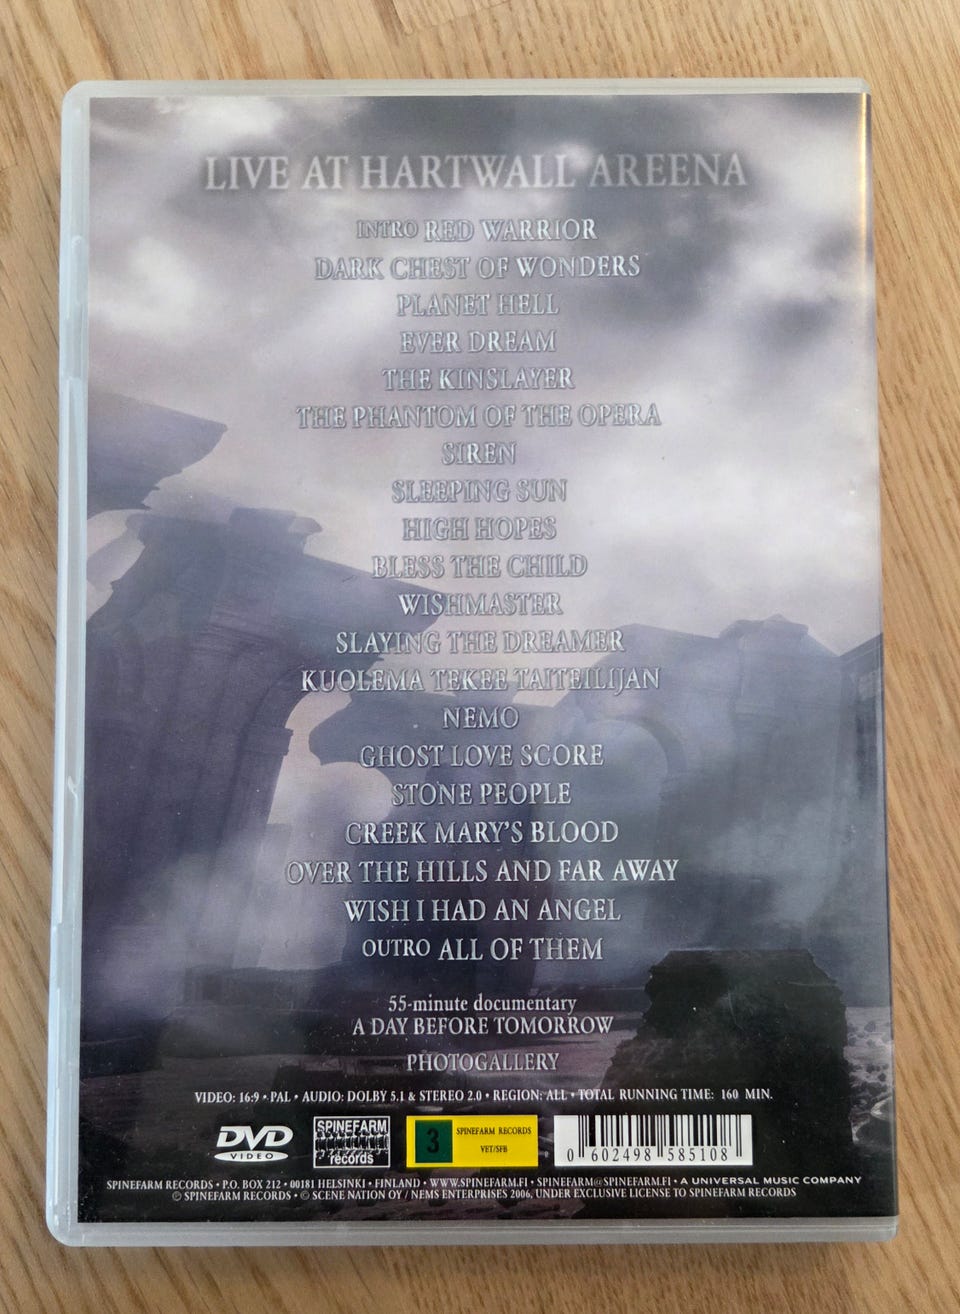 LIVE AT HARTWALL AREENA
INTRO RED WARRIOR
DARK CHEST OF WONDERS
PLANET HELL
EVER DREAM
THE KINSLAYER
THE PHANTOM OF THE OPERA
SIREN
SLEEPING SUN
HIGH HOPES
BLESS THE CHILD
WISHMASTER
SLAYING THE DREAMER
KUOLEMA TEKEE TAITEILIJAN
NEMO
GHOST LOVE SCORE
STONE PEOPLE
CREEK MARY'S BLOOD
OVER THE HILLS AND FAR AWAY
WISH I HAD AN ANGEL
OUTRO ALL OF THEM
55-minute documentary
A DAY BEFORE TOMORROW
PHOTOGALLERY
VIDEO: 16:9 • PAL • AUDIO: DOLBY 5.1 & STEREO 2.0 • REGION: ALL • TOTAL RUNNING TIME: 160 MIN.
DVD
VIDEO
SPINEFARM
records
3
SPINEFARM RECORDS
VET/SFB
0 602498 585108
SPINEFARM RECORDS • P.O. BOX 212 • 00181 HELSINKI • FINLAND • WWW.SPINEFARM.FI • SPINEFARM@SPINEFARM.FI • A UNIVERSAL MUSIC COMPANY
℗ SPINEFARM RECORDS • © SCENE NATION OY / NEMS ENTERPRISES 2006, UNDER EXCLUSIVE LICENSE TO SPINEFARM RECORDS